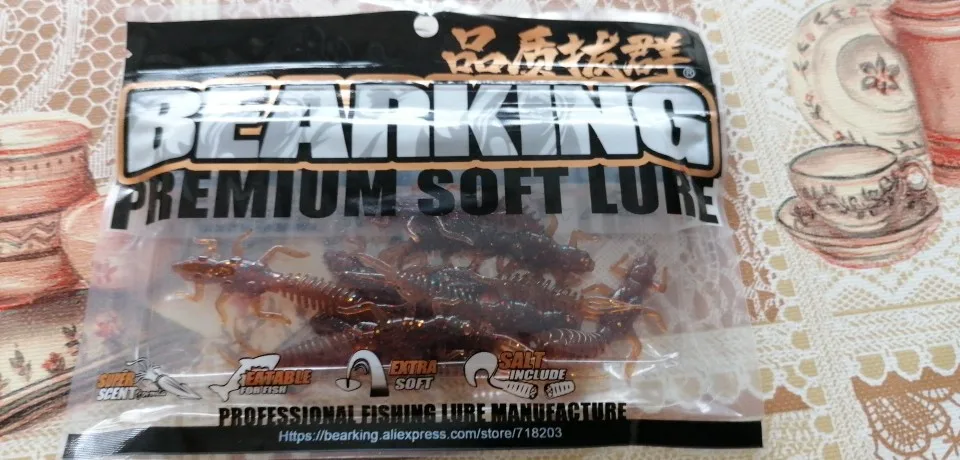 品质拔群®
BEARKING
PREMIUM SOFT LURE
SUPER
SCENT
EATABLE
FOR FISH
EXTRA
SOFT
SALT
INCLUDE
PROFESSIONAL FISHING LURE MANUFACTURE
Https://bearking.aliexpress.com/store/718203